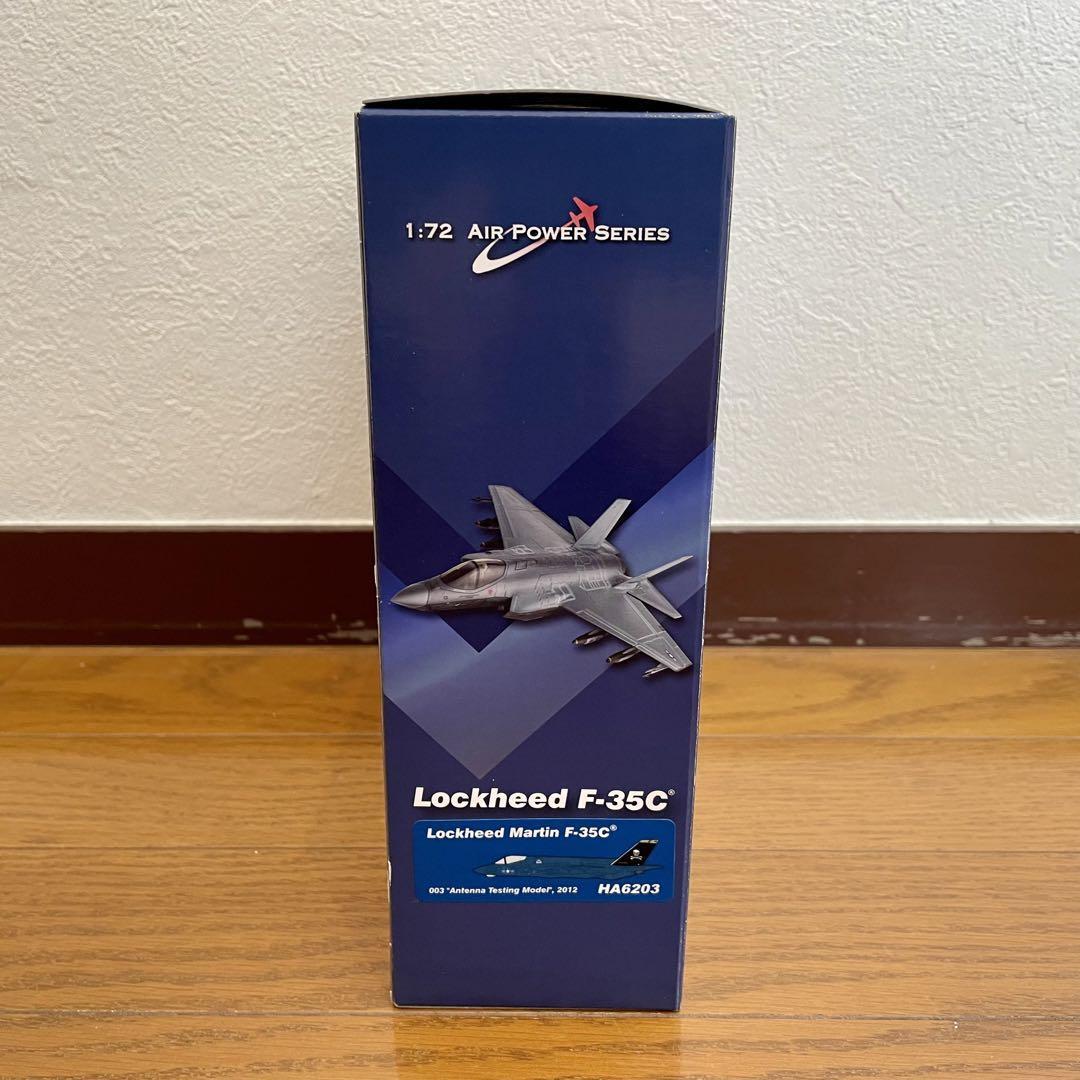 1:72 AIR POWER SERIES
Lockheed F-35C®
Lockheed Martin F-35C®
003 "Antenna Testing Model", 2012 HA6203